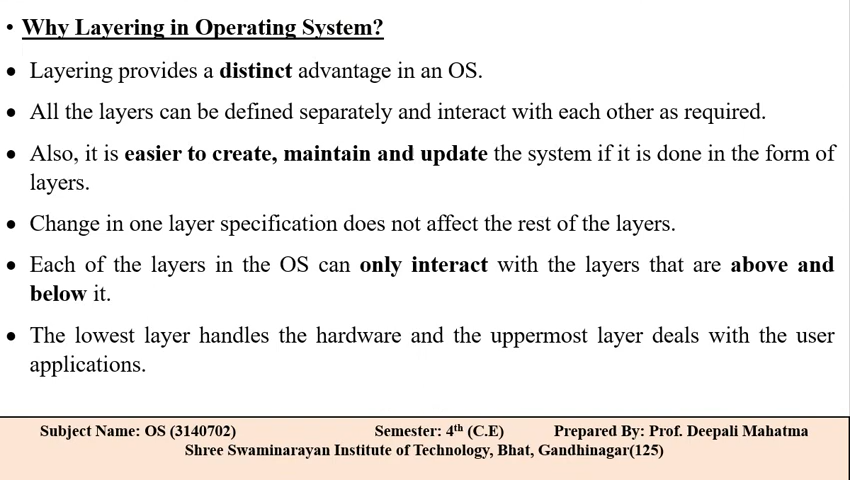 • Why Layering in Operating System?
• Layering provides a distinct advantage in an OS.
• All the layers can be defined separately and interact with each other as required.
• Also, it is easier to create, maintain and update the system if it is done in the form of
layers.
• Change in one layer specification does not affect the rest of the layers.
• Each of the layers in the OS can only interact with the layers that are above and
below it.
• The lowest layer handles the hardware and the uppermost layer deals with the user
applications.
Subject Name: OS (3140702) Semester: 4th (C.E) Prepared By: Prof. Deepali Mahatma
Shree Swaminarayan Institute of Technology, Bhat, Gandhinagar(125)